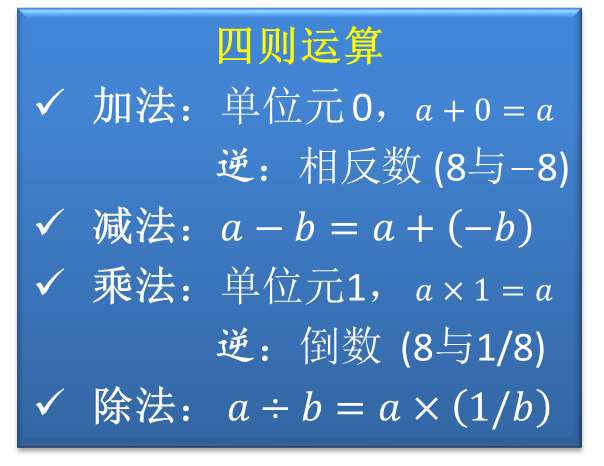 四则运算
✓ 加法：单位元0，a + 0 = a
逆：相反数 (8与−8)
✓ 减法：a − b = a + (−b)
✓ 乘法：单位元1，a × 1 = a
逆：倒数 (8与1/8)
✓ 除法：a ÷ b = a × (1/b)